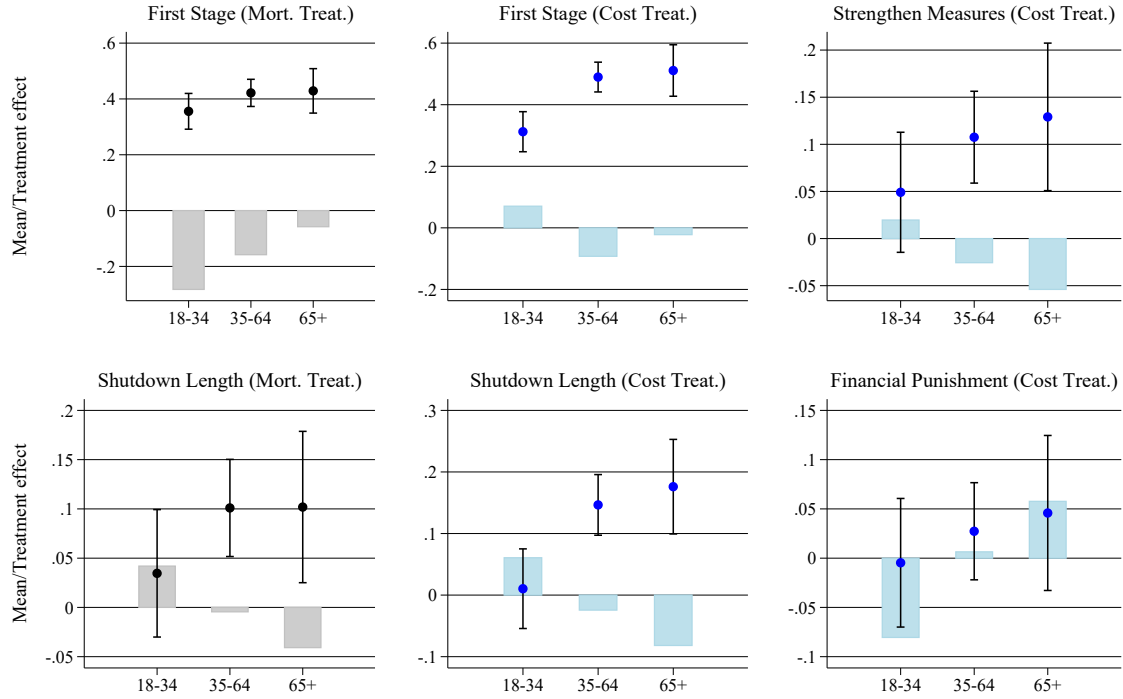 First Stage (Mort. Treat.)
Mean/Treatment effect
.6
.4
.2
0
-.2
18-34 35-64 65+
First Stage (Cost Treat.)
.6
.4
.2
0
-.2
18-34 35-64 65+
Strengthen Measures (Cost Treat.)
.2
.15
.1
.05
0
-.05
18-34 35-64 65+
Shutdown Length (Mort. Treat.)
Mean/Treatment effect
.2
.15
.1
.05
0
-.05
18-34 35-64 65+
Shutdown Length (Cost Treat.)
.3
.2
.1
0
-.1
18-34 35-64 65+
Financial Punishment (Cost Treat.)
.15
.1
.05
0
-.05
-.1
18-34 35-64 65+